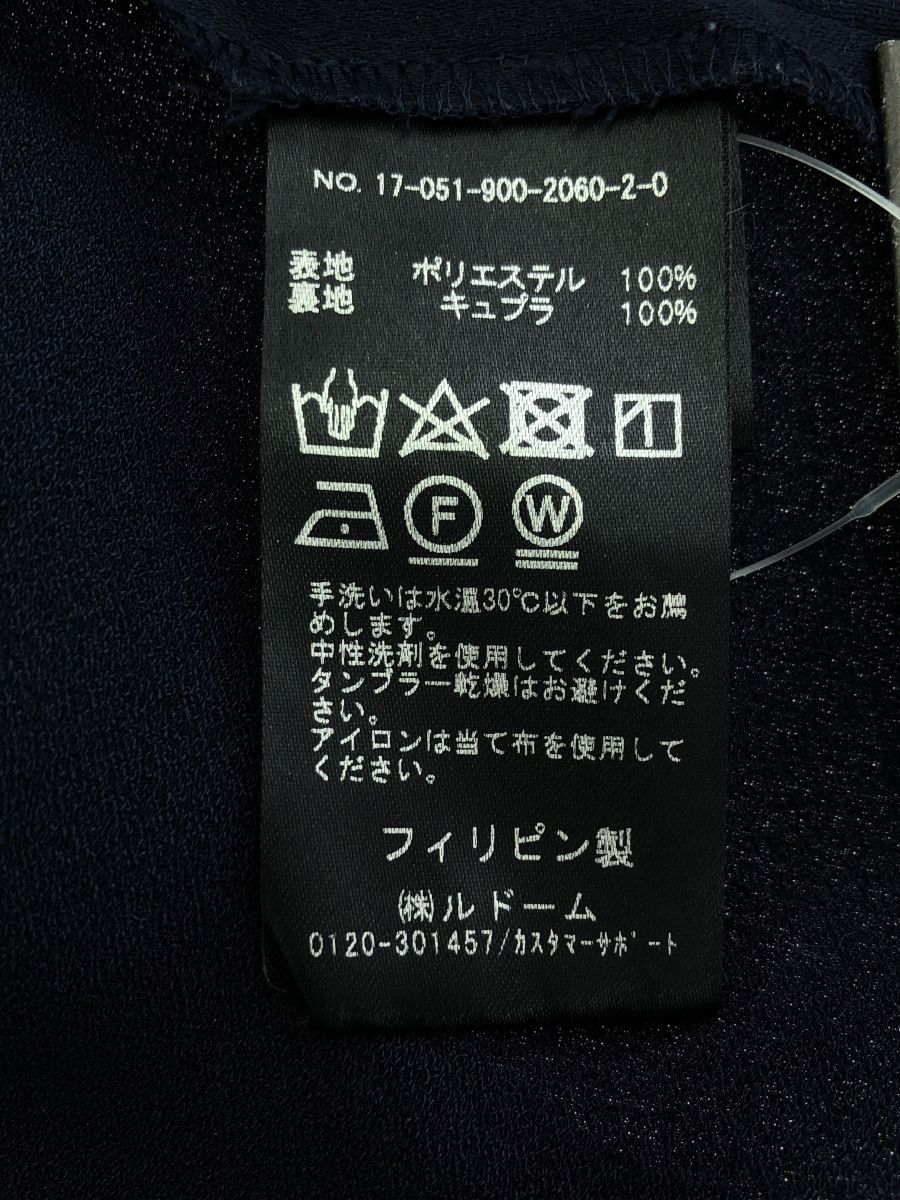 NO. 17-051-900-2060-2-0
表地 ポリエステル 100%
裏地 キュプラ 100%
F W
手洗いは水温30℃以下をお薦
めします。
中性洗剤を使用してください。
タンブラー乾燥はお避けくだ
さい。
アイロンは当て布を使用して
ください。
フィリピン製
(株)ルドーム
0120-301457/カスタマーサポート